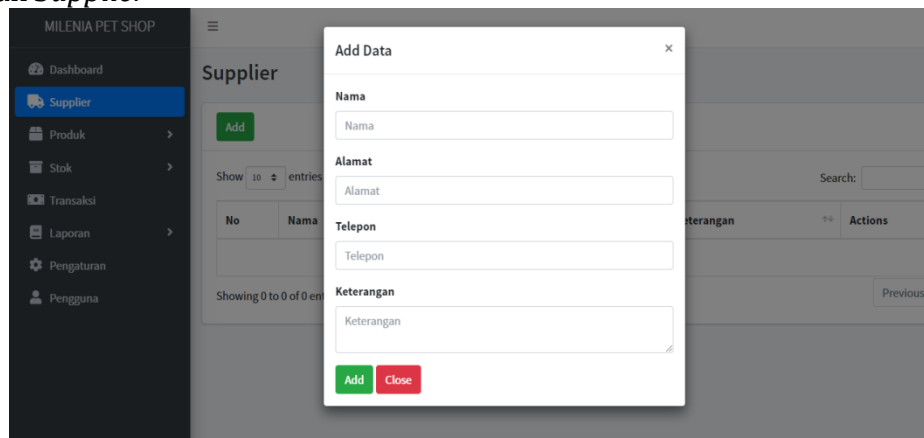 Supplier
MILENIA PET SHOP
Dashboard
Supplier
Produk
Stok
Transaksi
Laporan
Pengaturan
Pengguna
Supplier
Add
Show 10 entries
Search:
No Nama eterangan Actions
Showing 0 to 0 of 0 ent
Previous
Add Data ×
Nama
Nama
Alamat
Alamat
Telepon
Telepon
Keterangan
Keterangan
Add Close